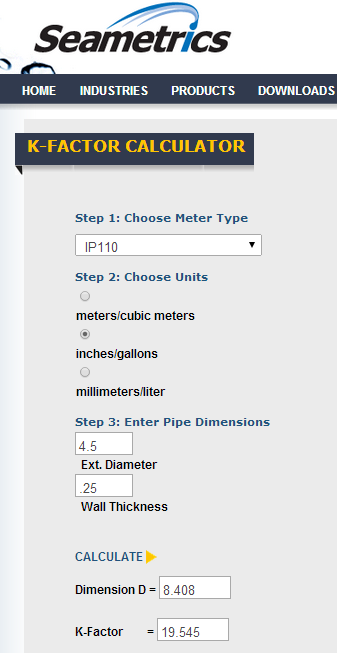 Seametrics
HOME INDUSTRIES PRODUCTS DOWNLOADS
K-FACTOR CALCULATOR
Step 1: Choose Meter Type
IP110
Step 2: Choose Units
meters/cubic meters
inches/gallons
millimeters/liter
Step 3: Enter Pipe Dimensions
4.5
Ext. Diameter
.25
Wall Thickness
CALCULATE
Dimension D = 8.408
K-Factor = 19.545